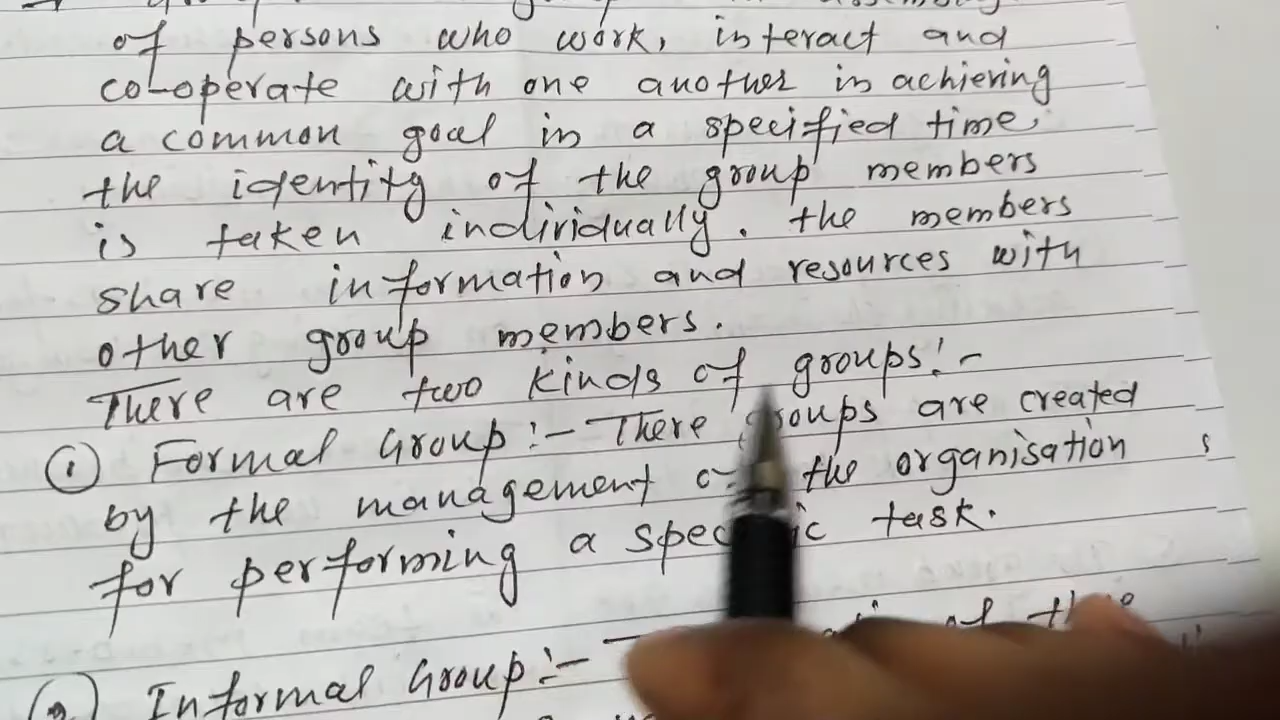 of persons who work, interact and
co-operate with one another in achieving
a common goal in a specified time.
the identity of the group members
is taken individually. the members
share information and resources with
other group members.
There are two kinds of groups:-
① Formal Group:- There groups are created
by the management the organisation
for performing a specific task.
Informal Group:-